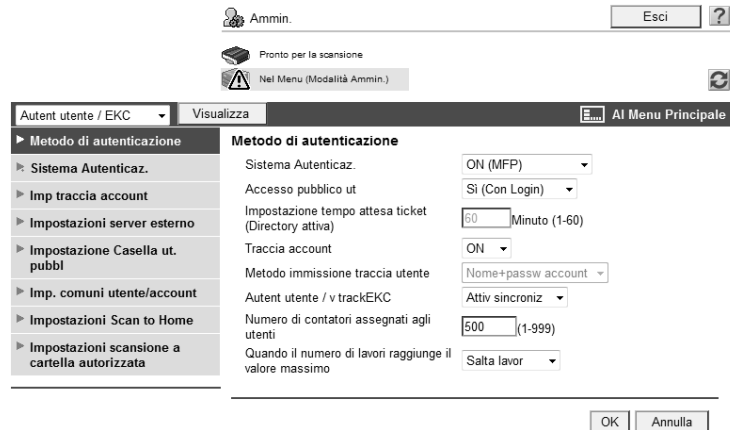 Ammin.
Esci
?
Pronto per la scansione
Nel Menu (Modalità Ammin.)
Autent utente / EKC
Visualizza
Al Menu Principale
Metodo di autenticazione
Sistema Autenticaz.
Imp traccia account
Impostazioni server esterno
Impostazione Casella ut.
pubbl
Imp. comuni utente/account
Impostazioni Scan to Home
Impostazioni scansione a
cartella autorizzata
Metodo di autenticazione
Sistema Autenticaz.
ON (MFP)
Accesso pubblico ut
Sì (Con Login)
Impostazione tempo attesa ticket
(Directory attiva)
60
Minuto (1-60)
Traccia account
ON
Metodo immissione traccia utente
Nome+passw account
Autent utente / v trackEKC
Attiv sincroniz
Numero di contatori assegnati agli
utenti
500
(1-999)
Quando il numero di lavori raggiunge il
valore massimo
Salta lavor
OK
Annulla